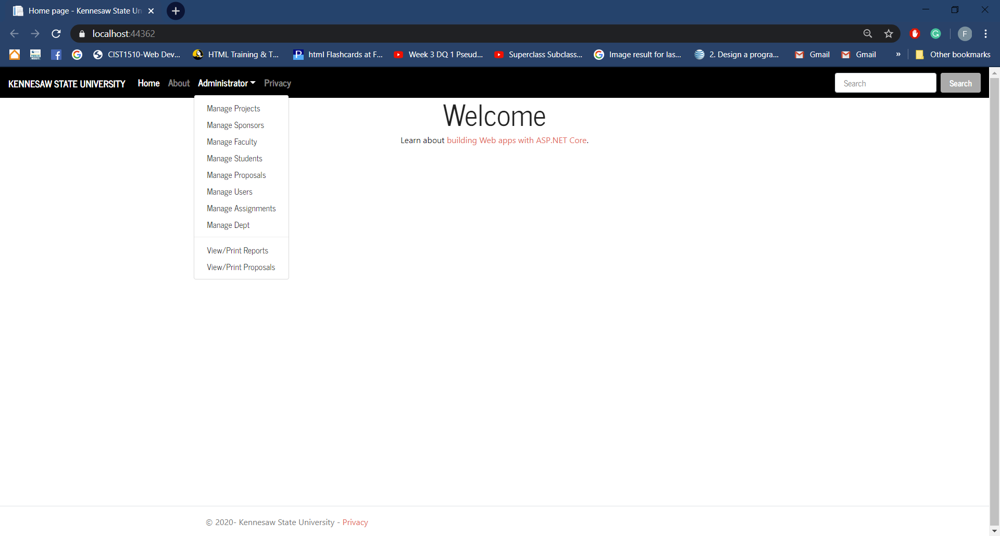 Home page - Kennesaw State Un
localhost:44362
F
CIST1510-Web Dev...
HTML Training & T...
html Flashcards at F...
Week 3 DQ 1 Pseud...
Superclass Subclass...
Image result for las...
2. Design a progra...
Gmail
Gmail
»
Other bookmarks
KENNESAW STATE UNIVERSITY
Home
About
Administrator
Privacy
Search
Search
Manage Projects
Manage Sponsors
Manage Faculty
Manage Students
Manage Proposals
Manage Users
Manage Assignments
Manage Dept
View/Print Reports
View/Print Proposals
Welcome
Learn about building Web apps with ASP.NET Core.
© 2020- Kennesaw State University - Privacy